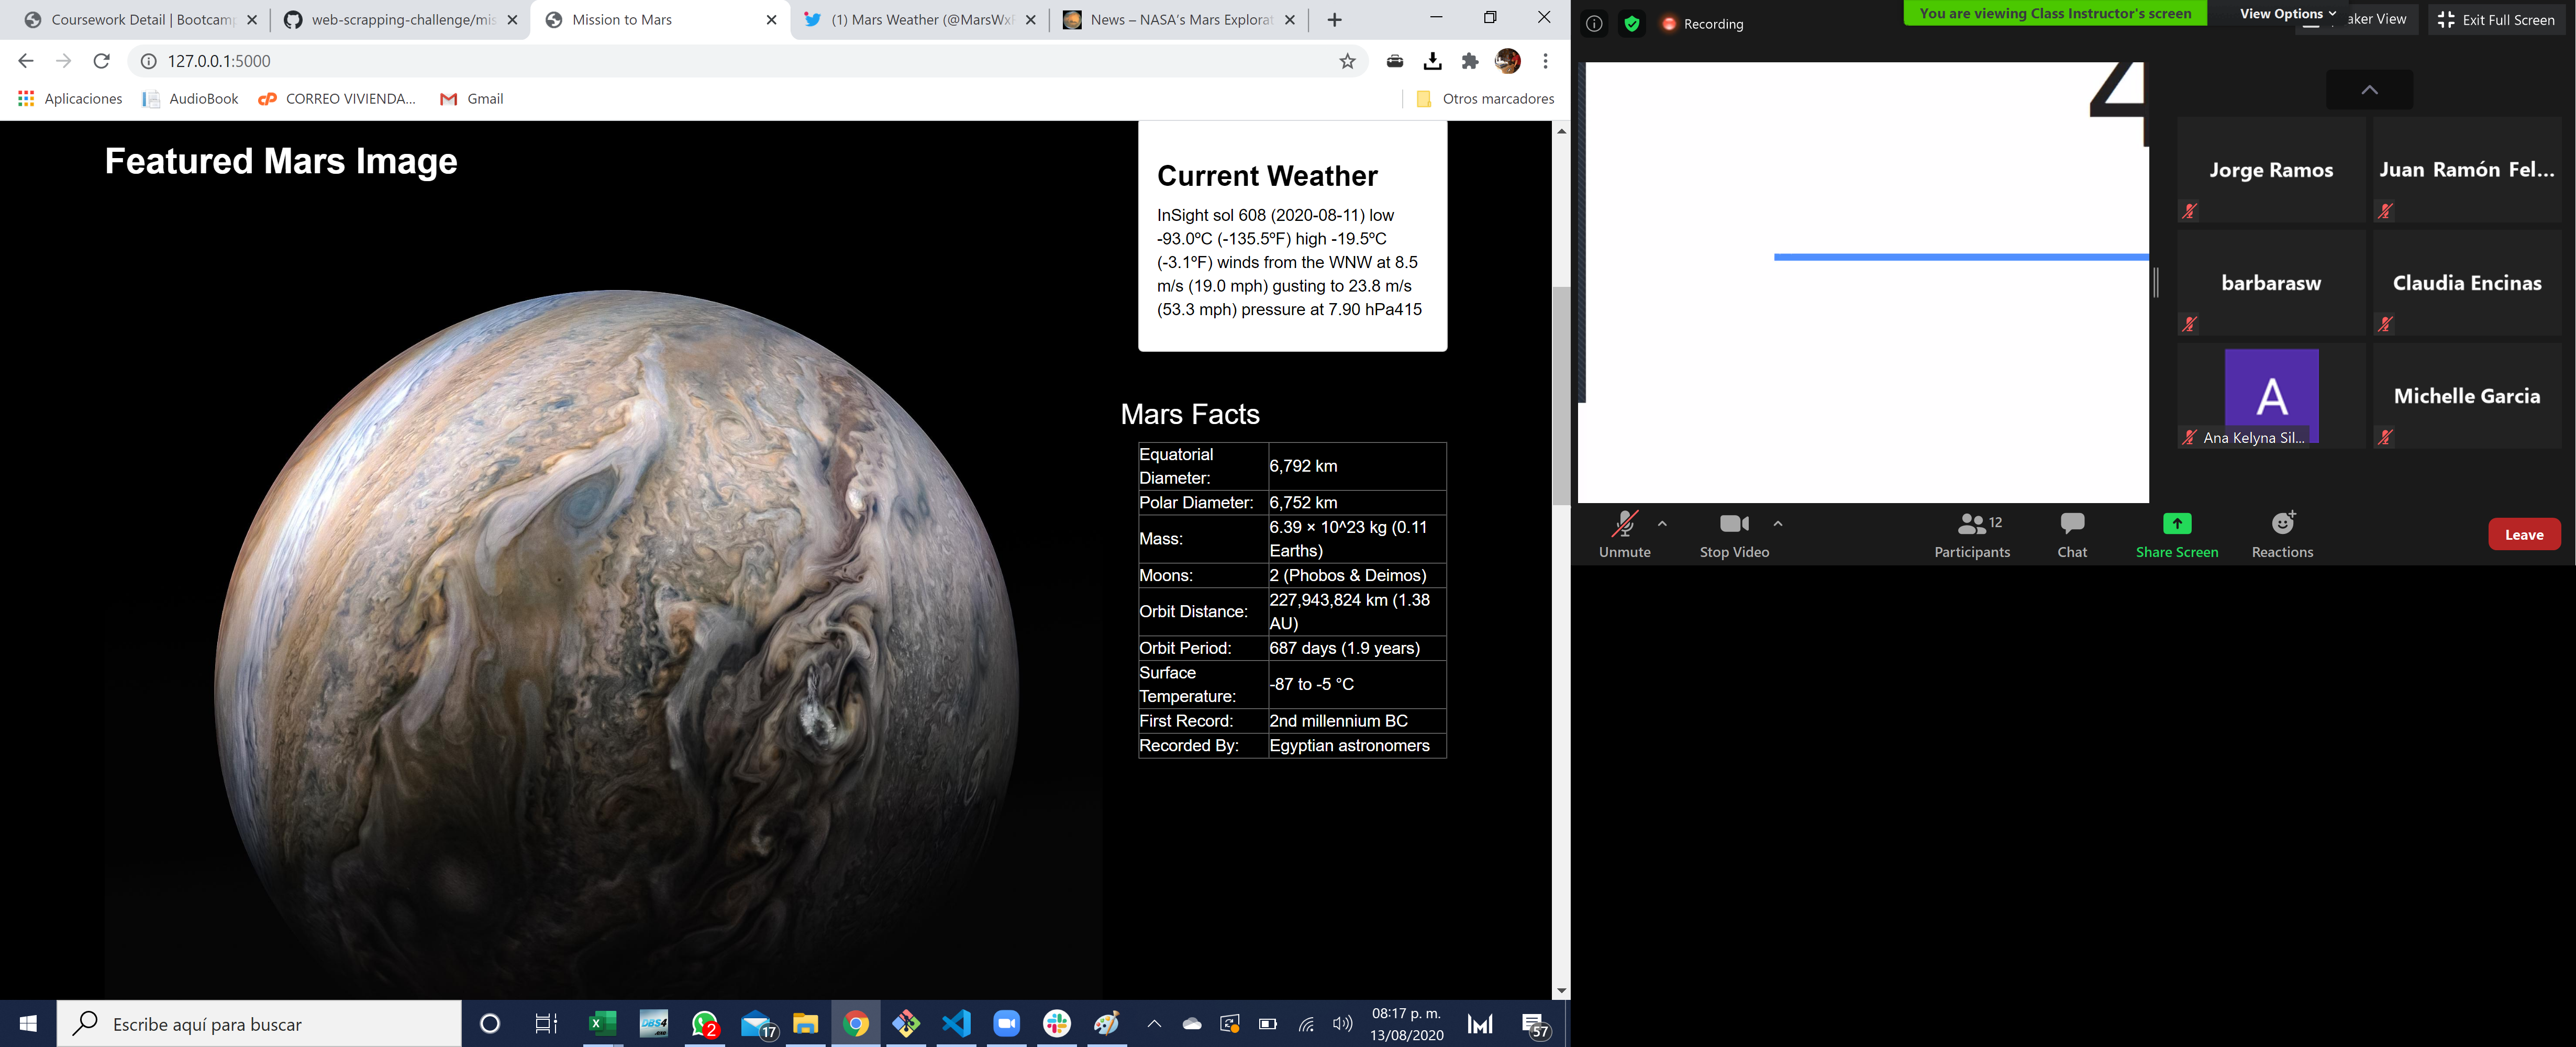 Coursework Detail | Bootcamp
web-scrapping-challenge/mis
Mission to Mars
(1) Mars Weather (@MarsWxR
News – NASA's Mars Explorat
127.0.0.1:5000
Aplicaciones
AudioBook
CORREO VIVIENDA...
Gmail
Otros marcadores
Featured Mars Image
Current Weather
InSight sol 608 (2020-08-11) low
-93.0ºC (-135.5ºF) high -19.5ºC
(-3.1ºF) winds from the WNW at 8.5
m/s (19.0 mph) gusting to 23.8 m/s
(53.3 mph) pressure at 7.90 hPa415
Mars Facts
Equatorial
Diameter:
6,792 km
Polar Diameter:
6,752 km
Mass:
6.39 × 10^23 kg (0.11
Earths)
Moons:
2 (Phobos & Deimos)
Orbit Distance:
227,943,824 km (1.38
AU)
Orbit Period:
687 days (1.9 years)
Surface
Temperature:
-87 to -5 °C
First Record:
2nd millennium BC
Recorded By:
Egyptian astronomers
Recording
You are viewing Class Instructor's screen
View Options
aker View
Exit Full Screen
4
Jorge Ramos
Juan Ramón Fel...
barbarasw
Claudia Encinas
A
Ana Kelyna Sil...
Michelle Garcia
Unmute
Stop Video
12
Participants
Chat
Share Screen
Reactions
Leave
Escribe aquí para buscar
DBS4
2
17
08:17 p. m.
13/08/2020
57